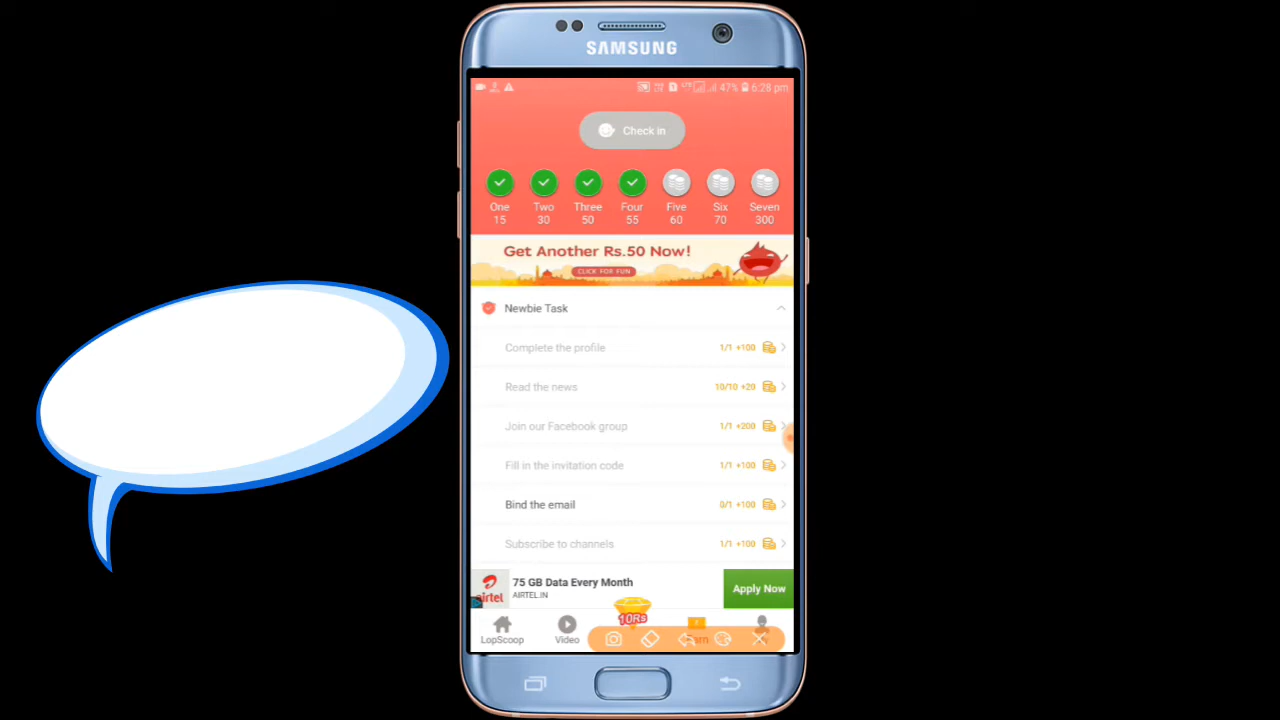 SAMSUNG
47% 6:28 pm
Check in
One Two Three Four Five Six Seven
15 30 50 55 60 70 300
Get Another Rs.50 Now!
CLICK FOR FUN
Newbie Task
Complete the profile 1/1 +100
Read the news 10/10 +20
Join our Facebook group 1/1 +200
Fill in the invitation code 1/1 +100
Bind the email 0/1 +100
Subscribe to channels 1/1 +100
airtel 75 GB Data Every Month Apply Now
AIRTEL.IN
10Rs
LopScoop Video Earn